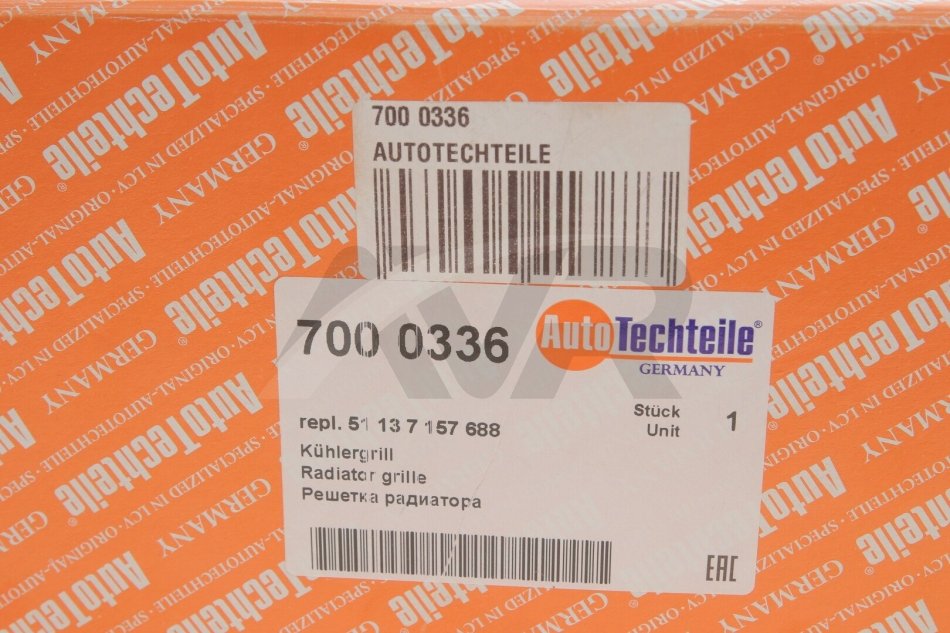 700 0336
AUTOTECHTEILE
700 0336
AutoTechteile®
GERMANY
repl. 51 13 7 157 688
Stück 1
Unit
Kühlergrill
Radiator grille
Решетка радиатора
EAC
AVR
AutoTechteile ®
GERMANY
SPECIALIZED IN LCV · ORIGINAL-AUTOTECHTEILE ·